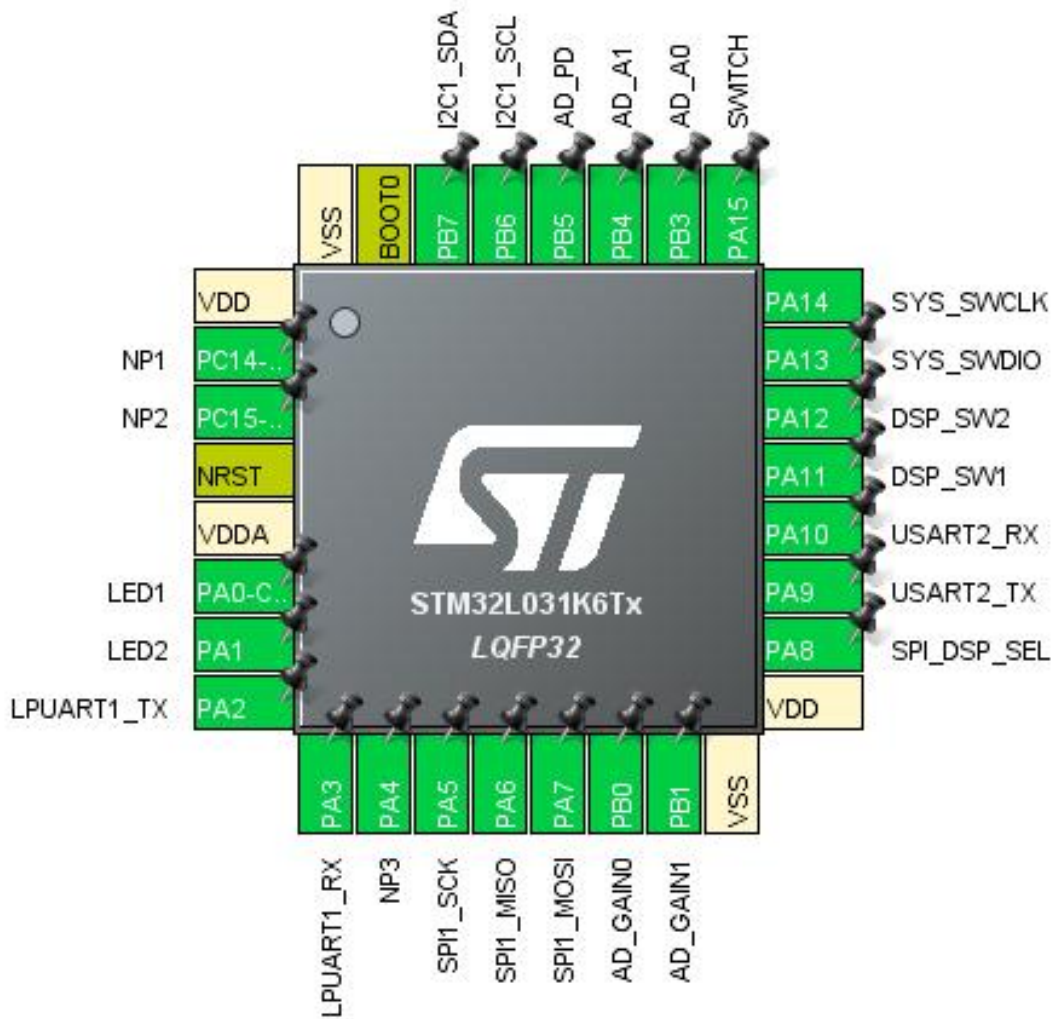 I2C1_SDA
I2C1_SCL
AD_PD
AD_A1
AD_A0
SWITCH
VSS
BOOT0
PB7
PB6
PB5
PB4
PB3
PA15
VDD
PA14
SYS_SWCLK
NP1
PC14-..
PA13
SYS_SWDIO
NP2
PC15-..
PA12
DSP_SW2
NRST
PA11
DSP_SW1
VDDA
PA10
USART2_RX
LED1
PA0-C..
PA9
USART2_TX
LED2
PA1
PA8
SPI_DSP_SEL
LPUART1_TX
PA2
VDD
STM32L031K6Tx
LQFP32
PA3
PA4
PA5
PA6
PA7
PB0
PB1
VSS
LPUART1_RX
NP3
SPI1_SCK
SPI1_MISO
SPI1_MOSI
AD_GAIN0
AD_GAIN1